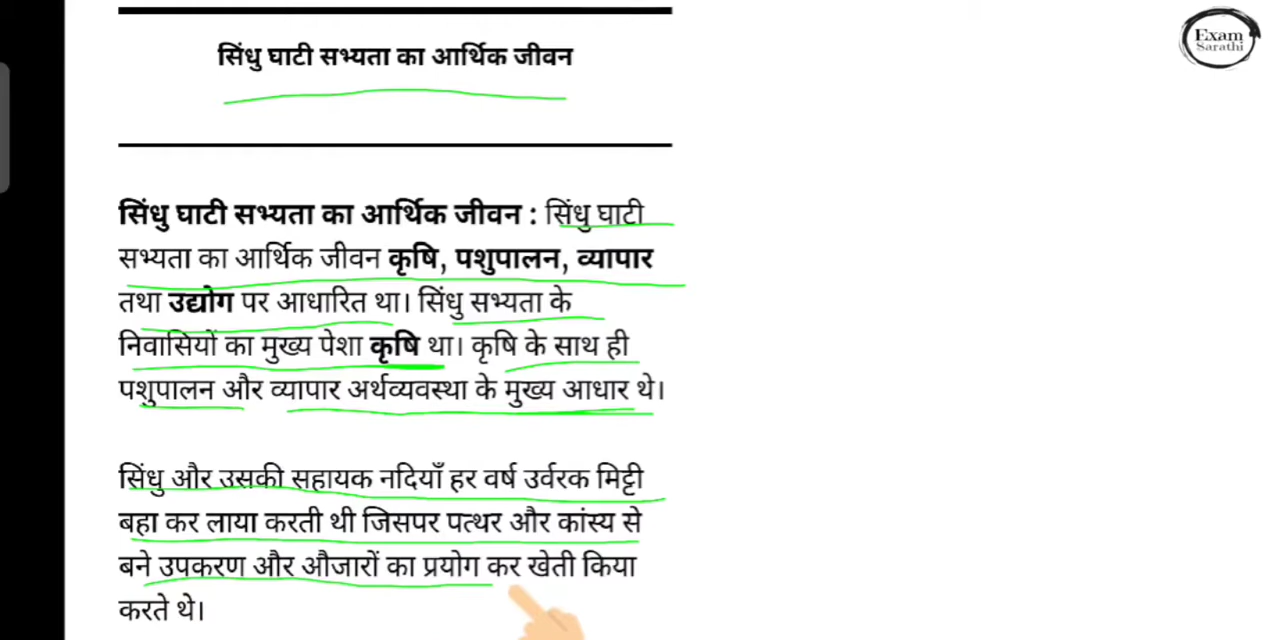 Exam
Sarathi
सिंधु घाटी सभ्यता का आर्थिक जीवन
सिंधु घाटी सभ्यता का आर्थिक जीवन : सिंधु घाटी
सभ्यता का आर्थिक जीवन कृषि, पशुपालन, व्यापार
तथा उद्योग पर आधारित था। सिंधु सभ्यता के
निवासियों का मुख्य पेशा कृषि था। कृषि के साथ ही
पशुपालन और व्यापार अर्थव्यवस्था के मुख्य आधार थे।
सिंधु और उसकी सहायक नदियाँ हर वर्ष उर्वरक मिट्टी
बहा कर लाया करती थी जिसपर पत्थर और कांस्य से
बने उपकरण और औजारों का प्रयोग कर खेती किया
करते थे।